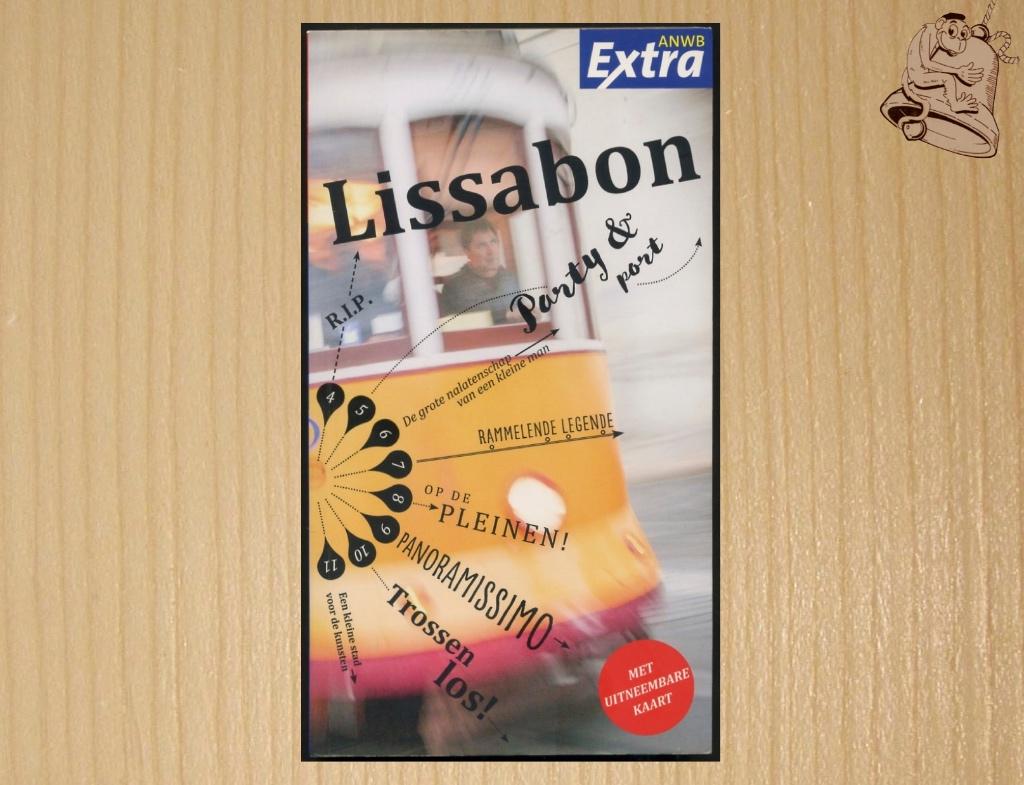 ANWB
Extra
Lissabon
Party &
port
R.I.P.
De grote nalatenschap
van een kleine man
RAMMELENDE LEGENDE
OP DE
PLEINEN!
PANORAMISSIMO
Trossen
los!
Een kleine stad
voor de kunsten
4
5
6
7
8
9
10
11
MET
UITNEEMBARE
KAART